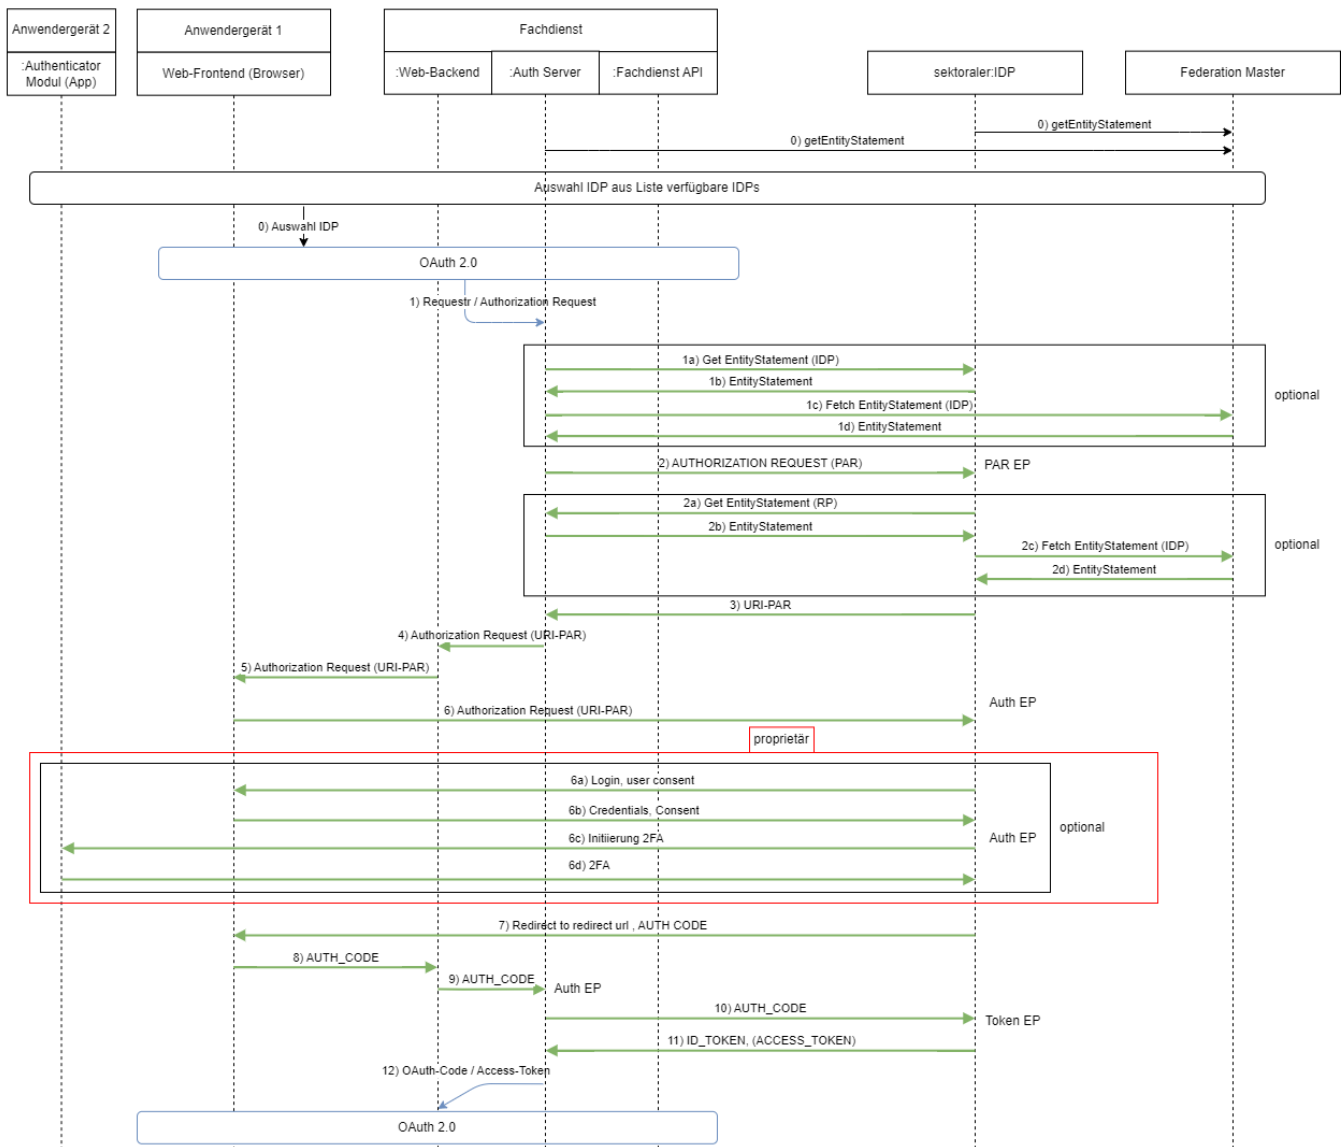 Anwendergerät 2
Anwendergerät 1
Fachdienst
:Authenticator
Modul (App)
Web-Frontend (Browser)
:Web-Backend
:Auth Server
:Fachdienst API
sektoraler:IDP
Federation Master
0) getEntityStatement
0) getEntityStatement
Auswahl IDP aus Liste verfügbare IDPs
0) Auswahl IDP
OAuth 2.0
1) Requestr / Authorization Request
1a) Get EntityStatement (IDP)
1b) EntityStatement
optional
1c) Fetch EntityStatement (IDP)
1d) EntityStatement
2) AUTHORIZATION REQUEST (PAR)
PAR EP
2a) Get EntityStatement (RP)
2b) EntityStatement
optional
2c) Fetch EntityStatement (IDP)
2d) EntityStatement
3) URI-PAR
4) Authorization Request (URI-PAR)
5) Authorization Request (URI-PAR)
Auth EP
6) Authorization Request (URI-PAR)
proprietär
6a) Login, user consent
6b) Credentials, Consent
optional
6c) Initiierung 2FA
Auth EP
6d) 2FA
7) Redirect to redirect url , AUTH CODE
8) AUTH_CODE
9) AUTH_CODE
Auth EP
10) AUTH_CODE
Token EP
11) ID_TOKEN, (ACCESS_TOKEN)
12) OAuth-Code / Access-Token
OAuth 2.0